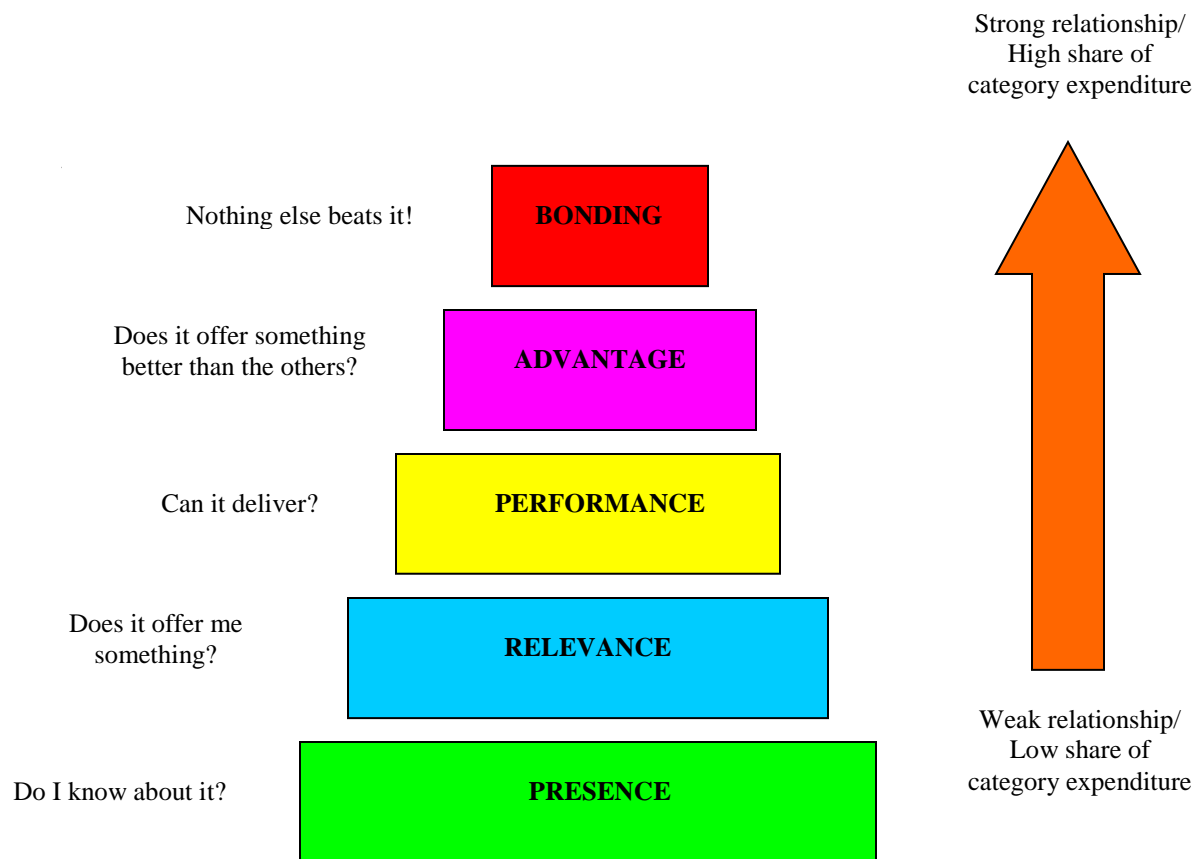 Strong relationship/
High share of
category expenditure
Nothing else beats it!
BONDING
Does it offer something
better than the others?
ADVANTAGE
Can it deliver?
PERFORMANCE
Does it offer me
something?
RELEVANCE
Weak relationship/
Low share of
category expenditure
Do I know about it?
PRESENCE